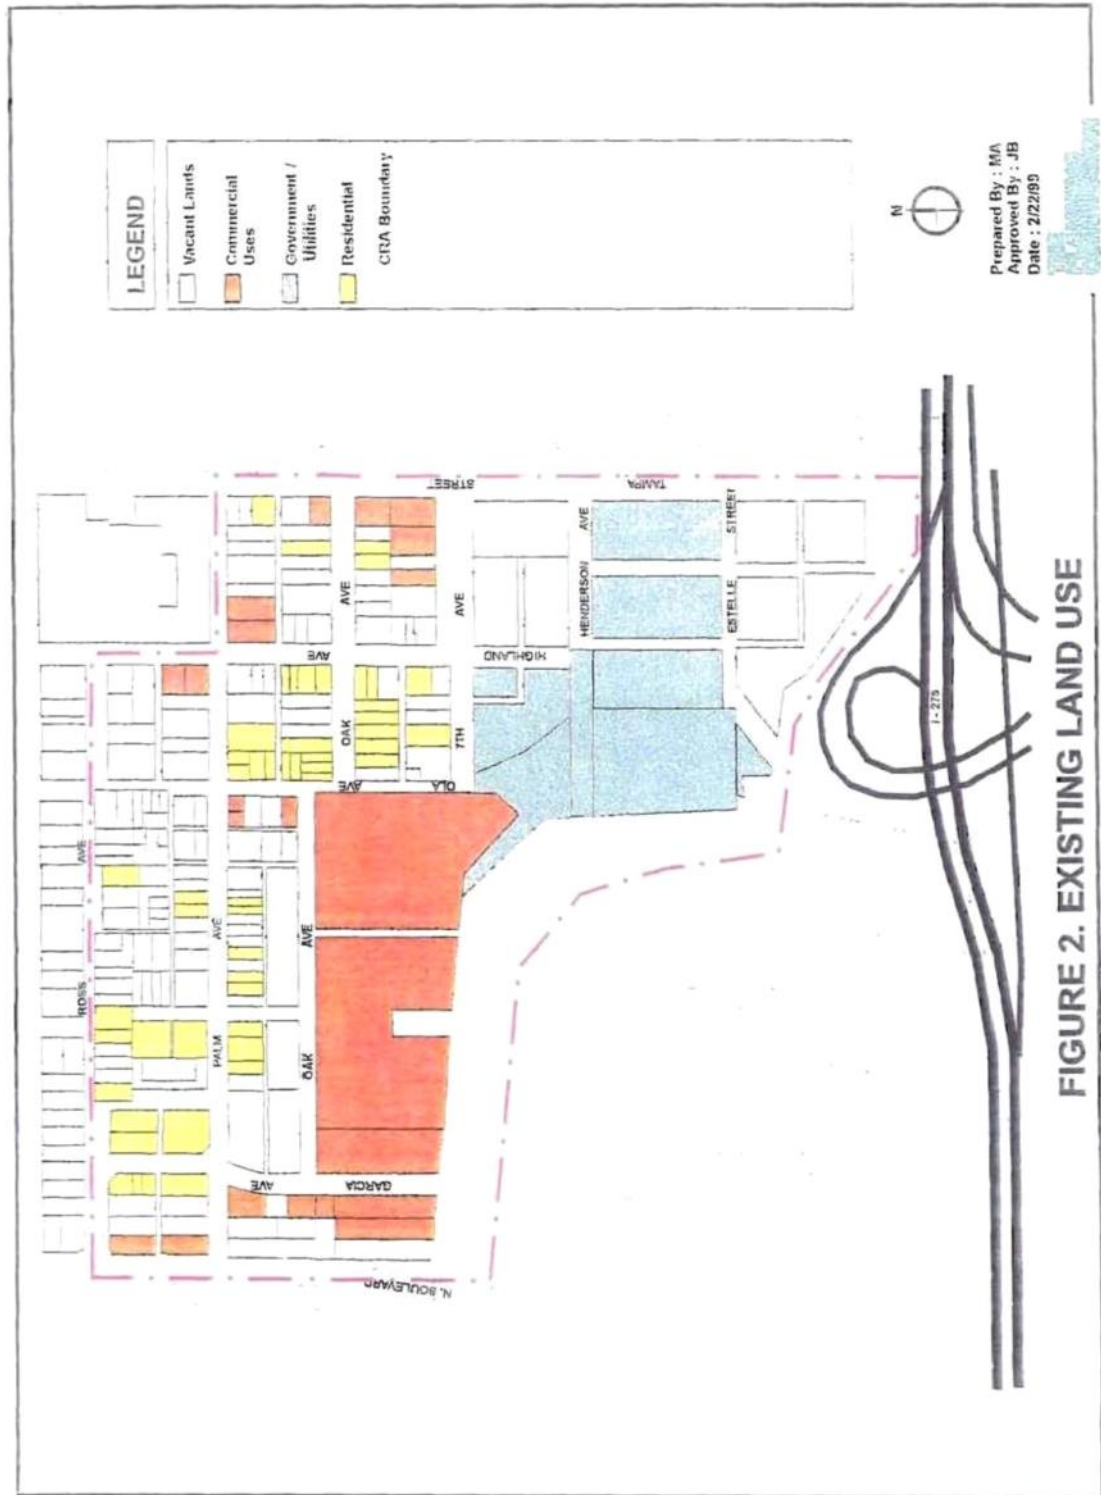 LEGEND
Vacant Lands
Commercial
Uses
Government /
Utilities
Residential
CRA Boundary
N
Prepared By : MA
Approved By : JB
Date : 2/22/99
ROSS
AVE
PALM
AVE
OAK
AVE
OAK
AVE
7TH
AVE
HENDERSON
AVE
ESTELLE
STREET
N. BOULEVARD
GARCIA
AVE
OLA
AVE
HIGHLAND
AVE
TAMPA
STREET
I - 275
FIGURE 2. EXISTING LAND USE